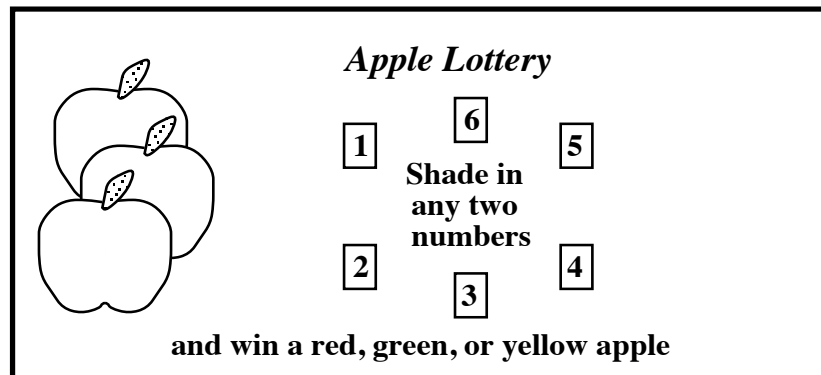 Apple Lottery
6
1
5
Shade in
any two
numbers
2
4
3
and win a red, green, or yellow apple